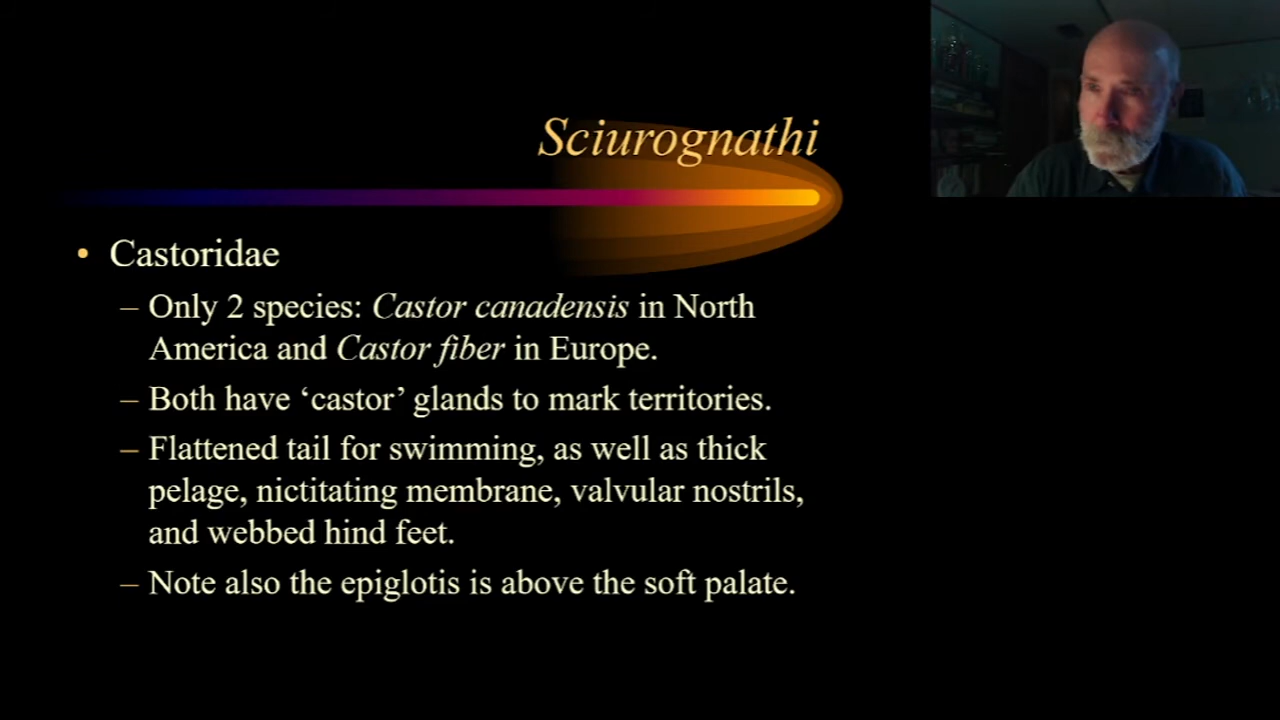 Sciurognathi
• Castoridae
– Only 2 species: Castor canadensis in North
America and Castor fiber in Europe.
– Both have ‘castor’ glands to mark territories.
– Flattened tail for swimming, as well as thick
pelage, nictitating membrane, valvular nostrils,
and webbed hind feet.
– Note also the epiglotis is above the soft palate.